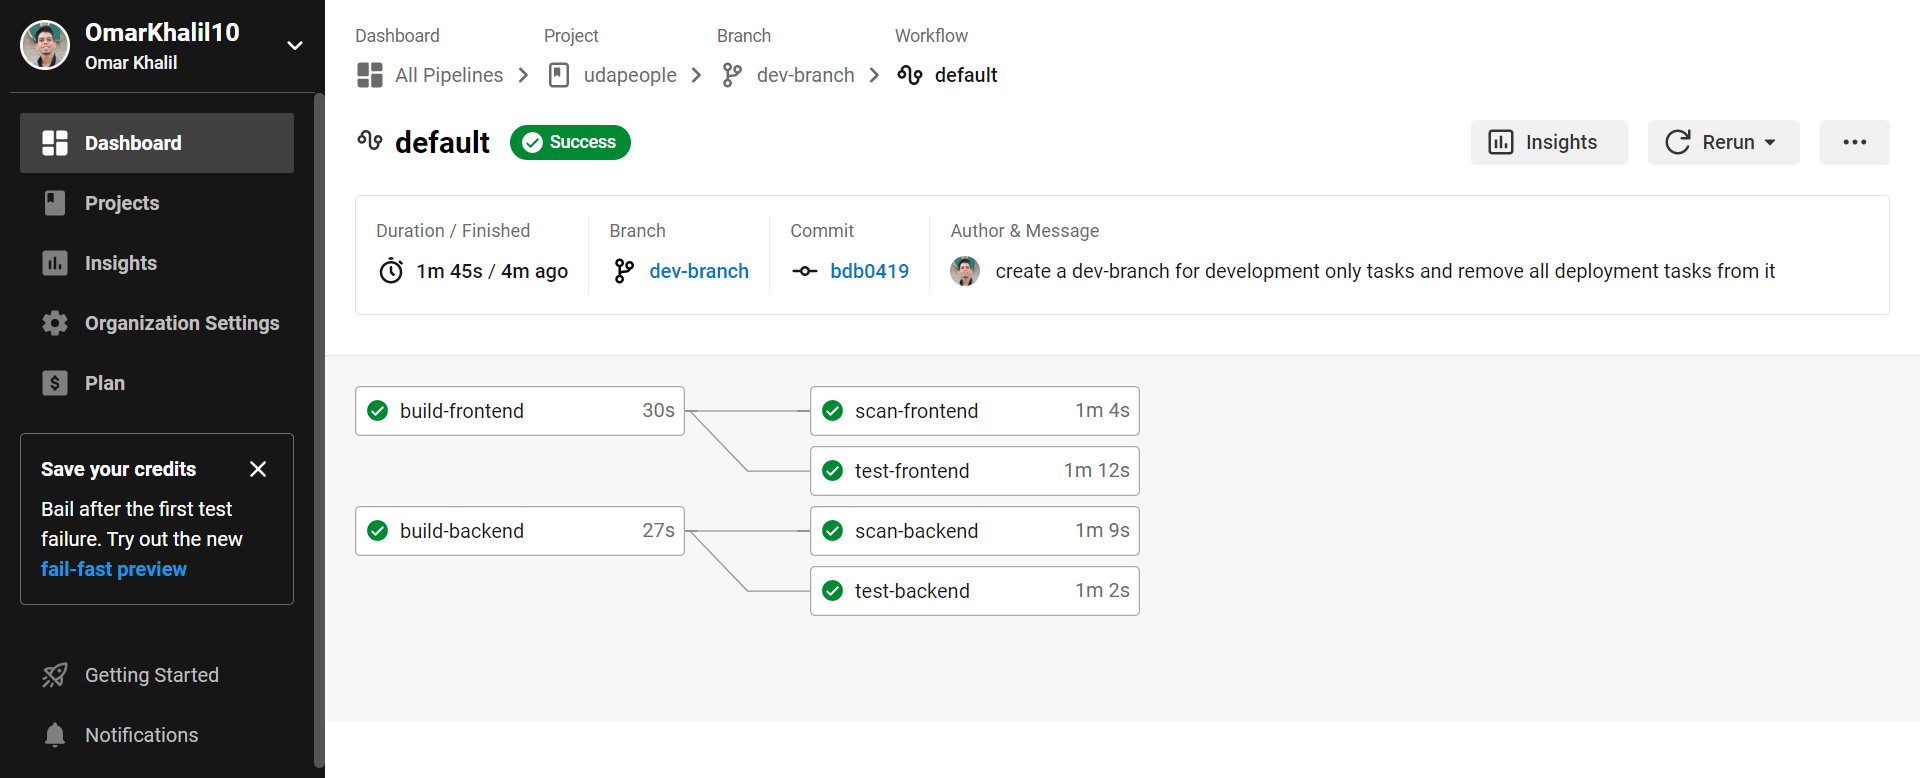 OmarKhalil10
Omar Khalil
Dashboard
Projects
Insights
Organization Settings
Plan
Save your credits
Bail after the first test
failure. Try out the new
fail-fast preview
Getting Started
Notifications
Dashboard Project Branch Workflow
All Pipelines udapeople dev-branch default
default Success Insights Rerun
Duration / Finished Branch Commit Author & Message
1m 45s / 4m ago dev-branch bdb0419 create a dev-branch for development only tasks and remove all deployment tasks from it
build-frontend 30s scan-frontend 1m 4s
test-frontend 1m 12s
build-backend 27s scan-backend 1m 9s
test-backend 1m 2s